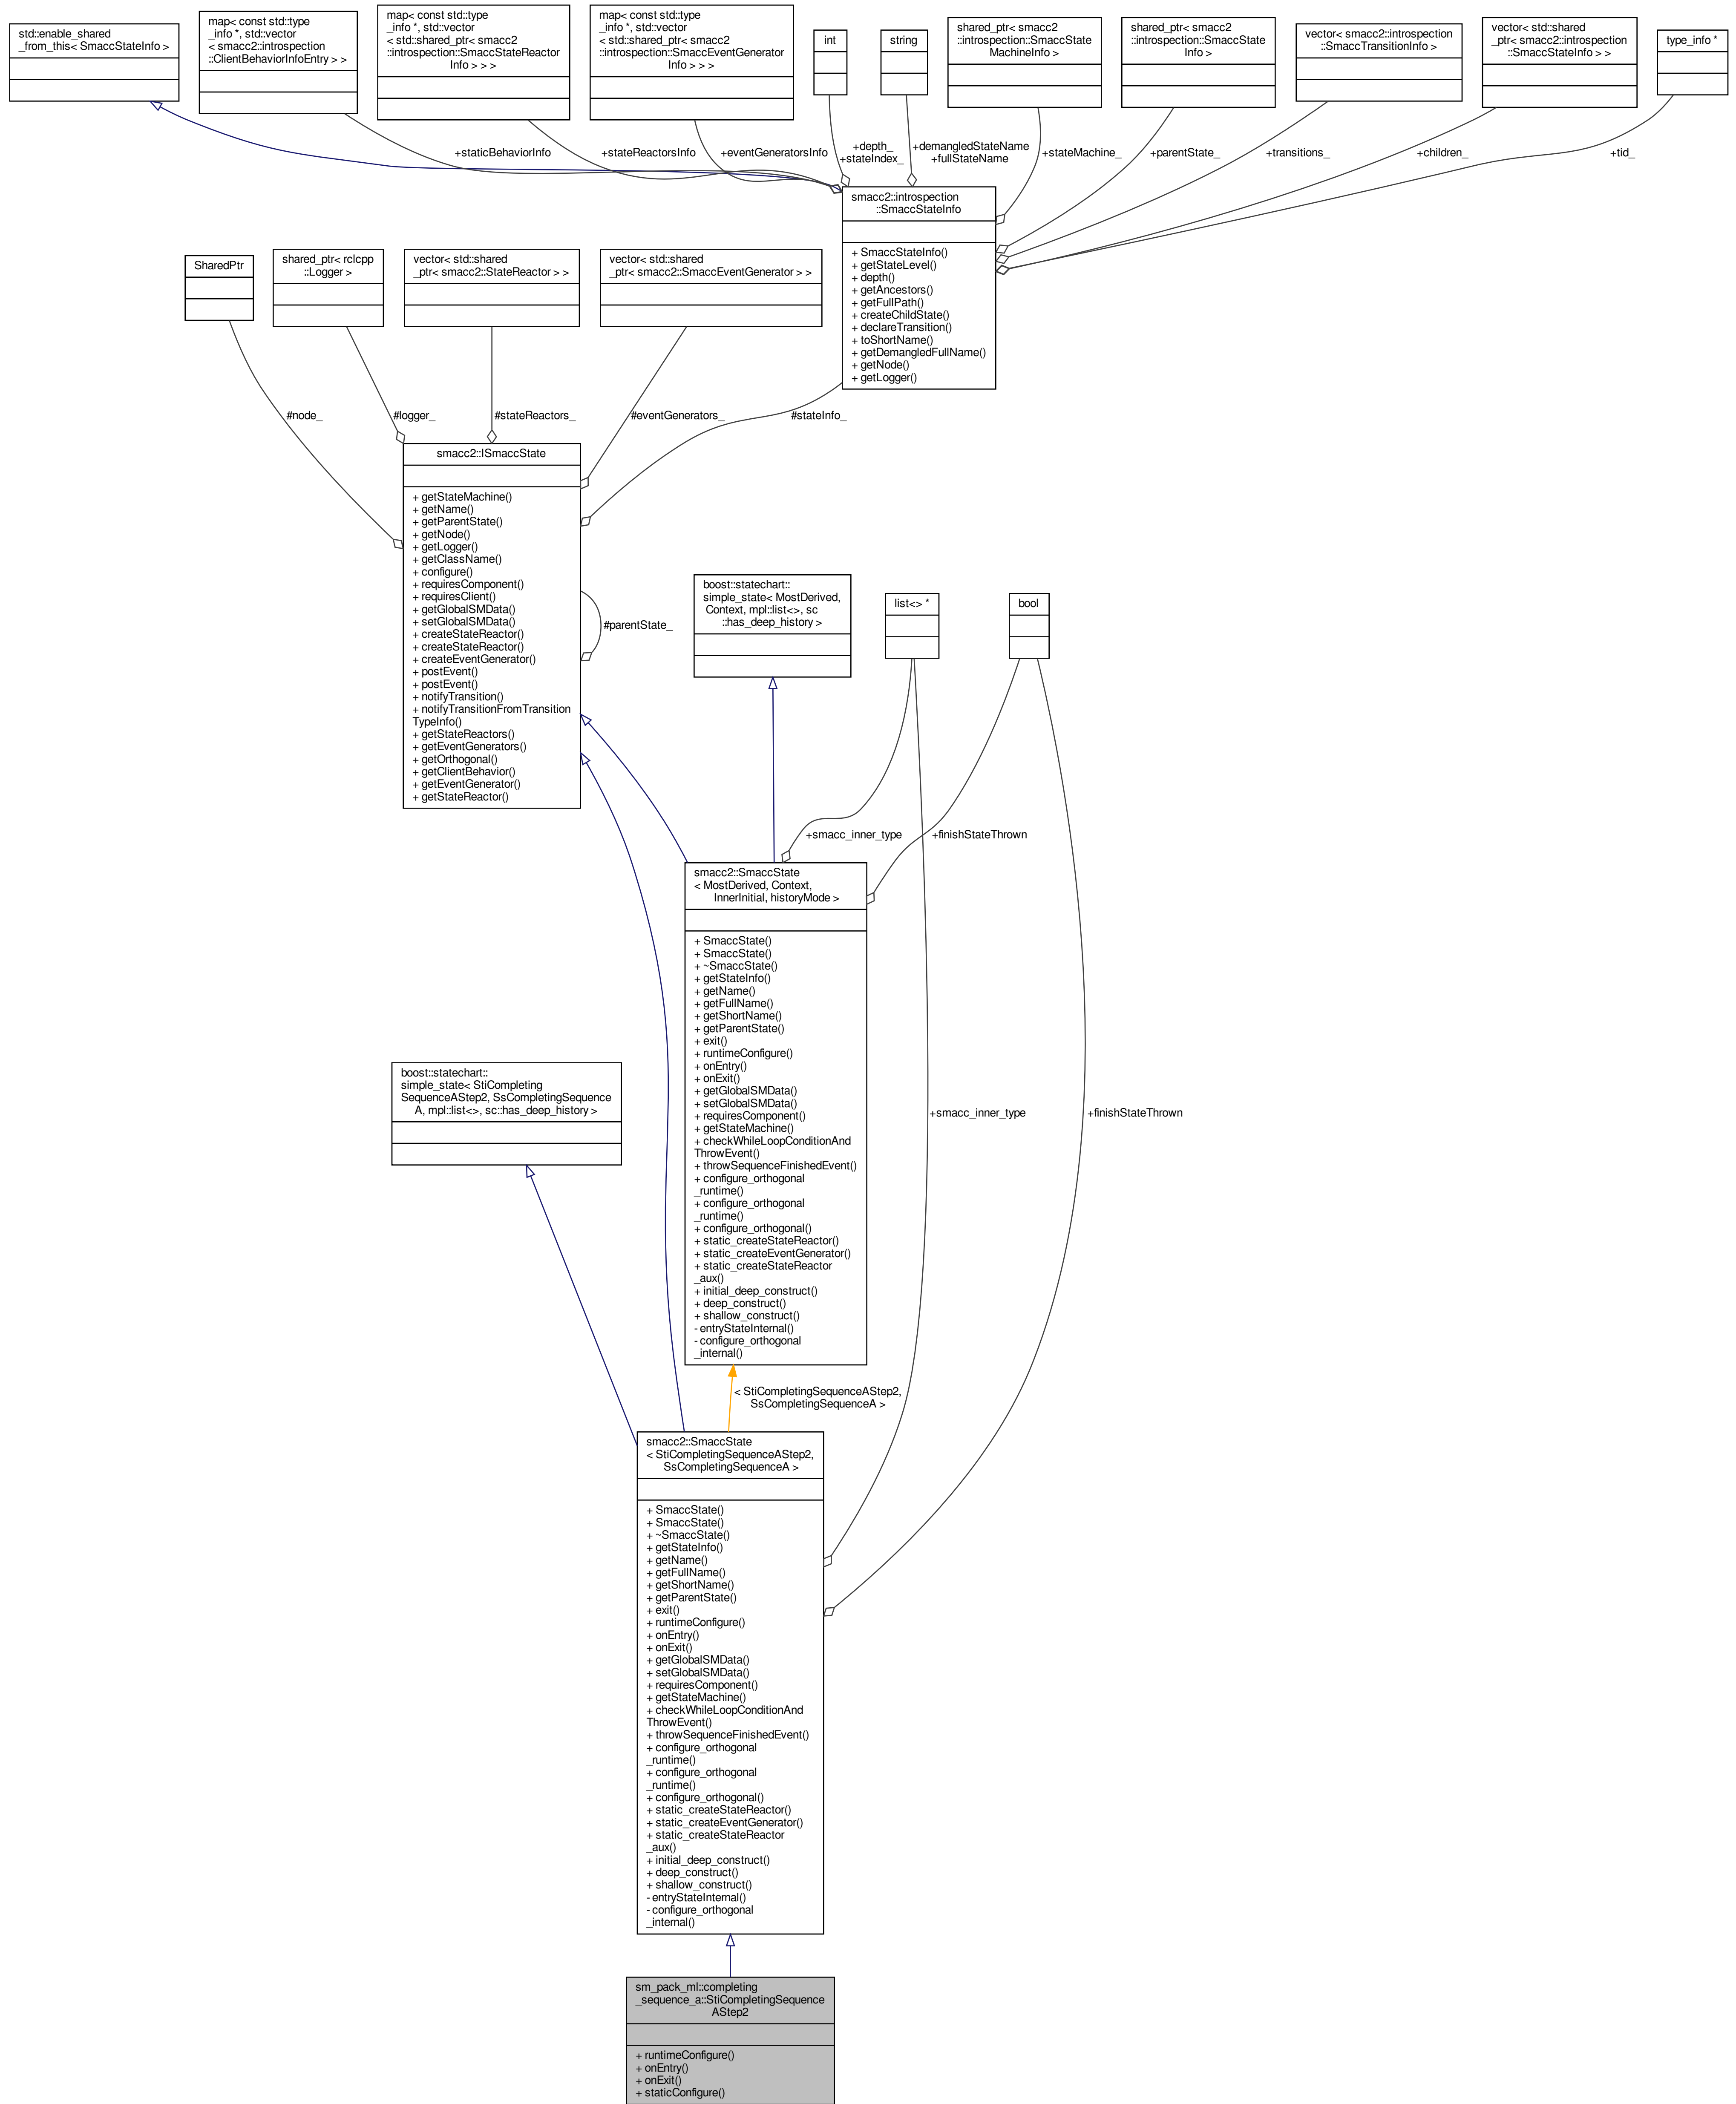 std::enable_shared
_from_this< SmaccStateInfo >
map< const std::type
_info *, std::vector
< smacc2::introspection
::ClientBehaviorInfoEntry > >
map< const std::type
_info *, std::vector
< std::shared_ptr< smacc2
::introspection::SmaccStateReactor
Info > > >
map< const std::type
_info *, std::vector
< std::shared_ptr< smacc2
::introspection::SmaccEventGenerator
Info > > >
int
string
shared_ptr< smacc2
::introspection::SmaccState
MachineInfo >
shared_ptr< smacc2
::introspection::SmaccState
Info >
vector< smacc2::introspection
::SmaccTransitionInfo >
vector< std::shared
_ptr< smacc2::introspection
::SmaccStateInfo > >
type_info *
+staticBehaviorInfo
+stateReactorsInfo
+eventGeneratorsInfo
+depth_
+stateIndex_
+demangledStateName
+fullStateName
+stateMachine_
+parentState_
+transitions_
+children_
+tid_
smacc2::introspection
::SmaccStateInfo
+ SmaccStateInfo()
+ getStateLevel()
+ depth()
+ getAncestors()
+ getFullPath()
+ createChildState()
+ declareTransition()
+ toShortName()
+ getDemangledFullName()
+ getNode()
+ getLogger()
SharedPtr
shared_ptr< rclcpp
::Logger >
vector< std::shared
_ptr< smacc2::StateReactor > >
vector< std::shared
_ptr< smacc2::SmaccEventGenerator > >
#node_
#logger_
#stateReactors_
#eventGenerators_
#stateInfo_
smacc2::ISmaccState
+ getStateMachine()
+ getName()
+ getParentState()
+ getNode()
+ getLogger()
+ getClassName()
+ configure()
+ requiresComponent()
+ requiresClient()
+ getGlobalSMData()
+ setGlobalSMData()
+ createStateReactor()
+ createStateReactor()
+ createEventGenerator()
+ postEvent()
+ postEvent()
+ notifyTransition()
+ notifyTransitionFromTransition
TypeInfo()
+ getStateReactors()
+ getEventGenerators()
+ getOrthogonal()
+ getClientBehavior()
+ getEventGenerator()
+ getStateReactor()
#parentState_
boost::statechart::
simple_state< MostDerived,
Context, mpl::list<>, sc
::has_deep_history >
list<> *
bool
+smacc_inner_type
+finishStateThrown
smacc2::SmaccState
< MostDerived, Context,
InnerInitial, historyMode >
+ SmaccState()
+ SmaccState()
+ ~SmaccState()
+ getStateInfo()
+ getName()
+ getFullName()
+ getShortName()
+ getParentState()
+ exit()
+ runtimeConfigure()
+ onEntry()
+ onExit()
+ getGlobalSMData()
+ setGlobalSMData()
+ requiresComponent()
+ getStateMachine()
+ checkWhileLoopConditionAnd
ThrowEvent()
+ throwSequenceFinishedEvent()
+ configure_orthogonal
_runtime()
+ configure_orthogonal
_runtime()
+ configure_orthogonal()
+ static_createStateReactor()
+ static_createEventGenerator()
+ static_createStateReactor
_aux()
+ initial_deep_construct()
+ deep_construct()
+ shallow_construct()
- entryStateInternal()
- configure_orthogonal
_internal()
boost::statechart::
simple_state< StiCompleting
SequenceAStep2, SsCompletingSequence
A, mpl::list<>, sc::has_deep_history >
+smacc_inner_type
+finishStateThrown
< StiCompletingSequenceAStep2,
SsCompletingSequenceA >
smacc2::SmaccState
< StiCompletingSequenceAStep2,
SsCompletingSequenceA >
+ SmaccState()
+ SmaccState()
+ ~SmaccState()
+ getStateInfo()
+ getName()
+ getFullName()
+ getShortName()
+ getParentState()
+ exit()
+ runtimeConfigure()
+ onEntry()
+ onExit()
+ getGlobalSMData()
+ setGlobalSMData()
+ requiresComponent()
+ getStateMachine()
+ checkWhileLoopConditionAnd
ThrowEvent()
+ throwSequenceFinishedEvent()
+ configure_orthogonal
_runtime()
+ configure_orthogonal
_runtime()
+ configure_orthogonal()
+ static_createStateReactor()
+ static_createEventGenerator()
+ static_createStateReactor
_aux()
+ initial_deep_construct()
+ deep_construct()
+ shallow_construct()
- entryStateInternal()
- configure_orthogonal
_internal()
sm_pack_ml::completing
_sequence_a::StiCompletingSequence
AStep2
+ runtimeConfigure()
+ onEntry()
+ onExit()
+ staticConfigure()